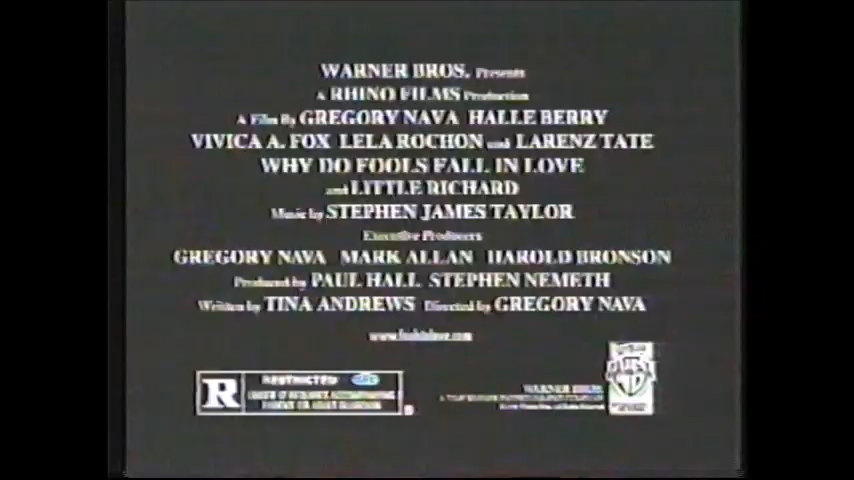 WARNER BROS. Presents
A RHINO FILMS Production
A Film By GREGORY NAVA HALLE BERRY
VIVICA A. FOX LELA ROCHON and LARENZ TATE
WHY DO FOOLS FALL IN LOVE
and LITTLE RICHARD
Music by STEPHEN JAMES TAYLOR
Executive Producers
GREGORY NAVA MARK ALLAN HAROLD BRONSON
Produced by PAUL HALL STEPHEN NEMETH
Written by TINA ANDREWS Directed by GREGORY NAVA
R RESTRICTED
WARNER BROS.